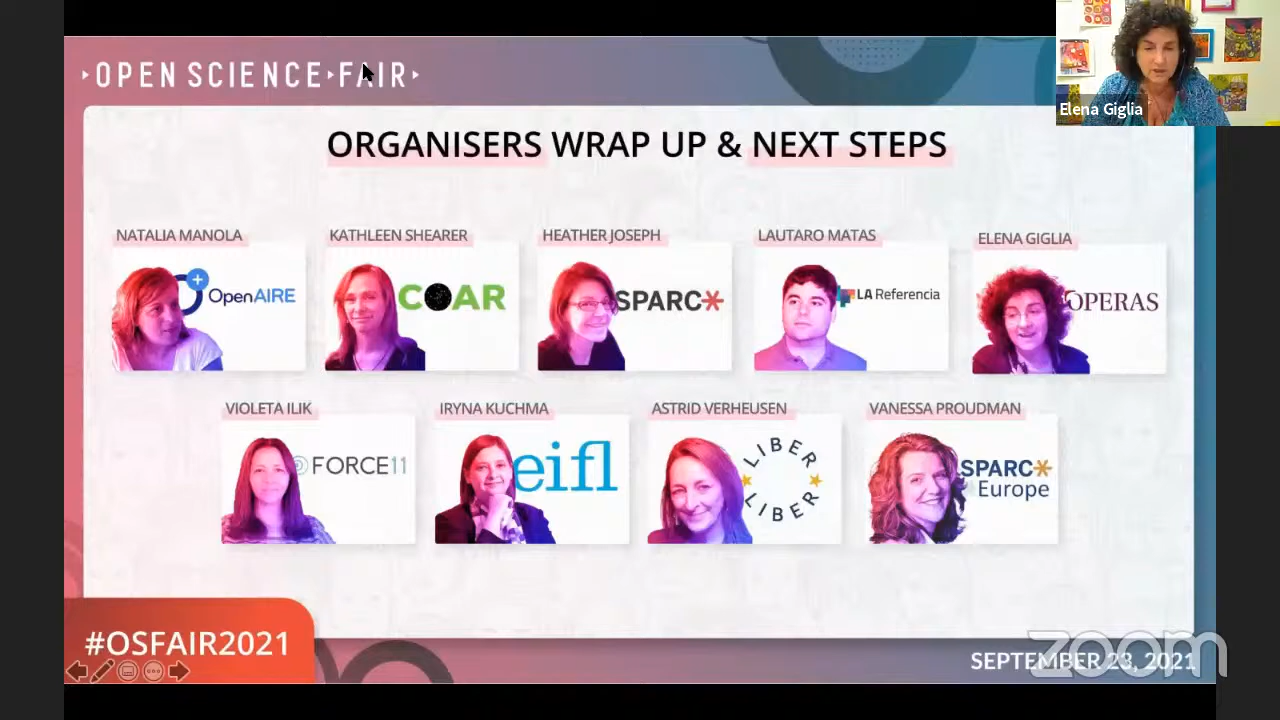 OPEN SCIENCE FAIR
Elena Giglia
ORGANISERS WRAP UP & NEXT STEPS
NATALIA MANOLA
OpenAIRE
KATHLEEN SHEARER
COAR
HEATHER JOSEPH
SPARC
LAUTARO MATAS
LA Referencia
ELENA GIGLIA
OPERAS
VIOLETA ILIK
FORCE11
IRYNA KUCHMA
eifl
ASTRID VERHEUSEN
LIBER
LIBER
VANESSA PROUDMAN
SPARC
Europe
#OSFAIR2021
zoom
SEPTEMBER 23, 2021